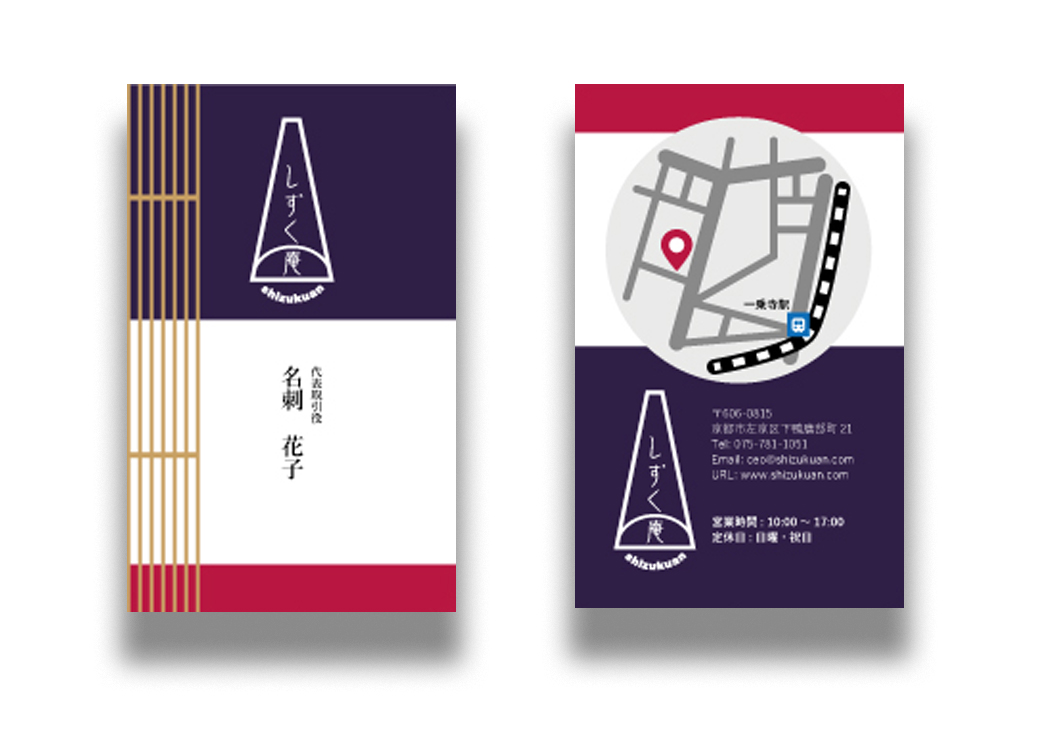 しずく庵
shizukuan
代表取引役
名刺　花子
一乗寺駅
しずく庵
shizukuan
〒606-0815
京都市左京区下鴨膳部町 21
Tel: 075-781-1051
Email: ceo@shizukuan.com
URL: www.shizukuan.com
営業時間 : 10:00 〜 17:00
定休日 : 日曜・祝日